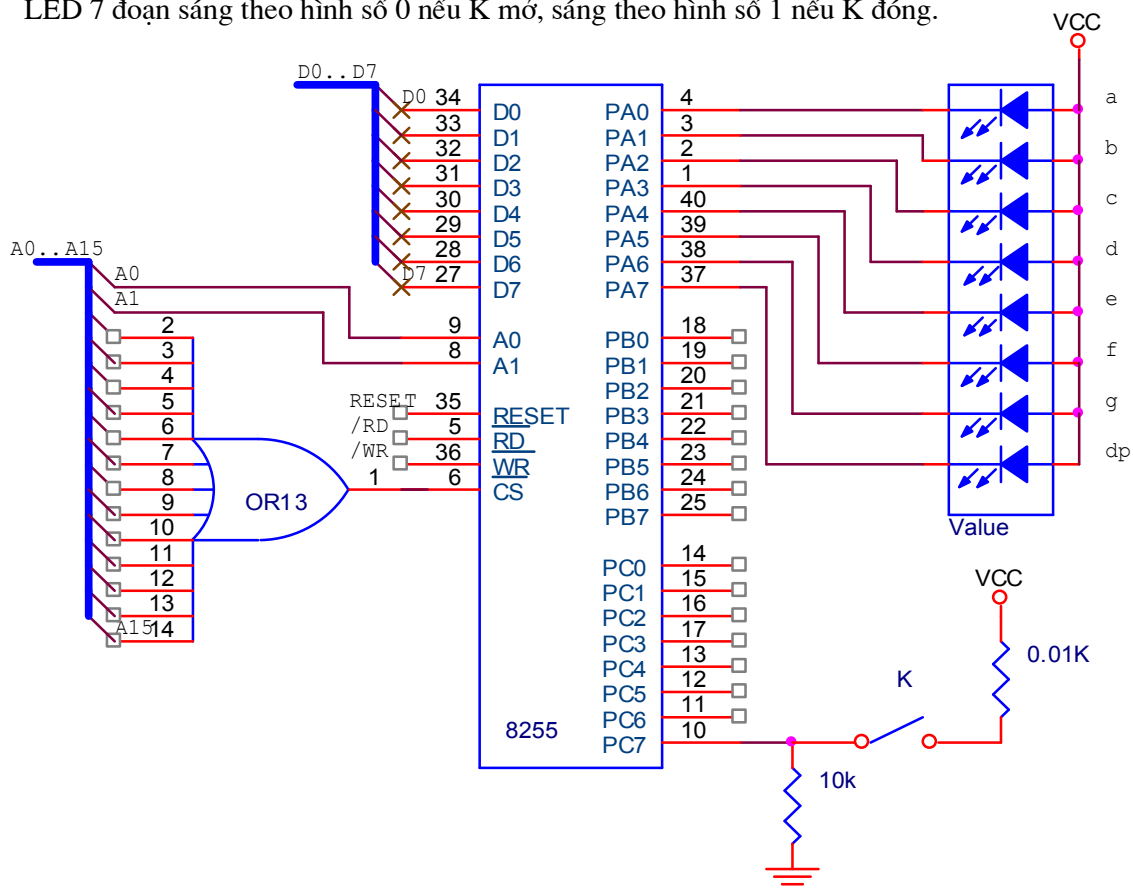 LED 7 đoạn sáng theo hình số 0 nếu K mở, sáng theo hình số 1 nếu K đóng.
VCC
D0..D7
D0 34 D0 PA0 4 a
33 D1 PA1 3 b
32 D2 PA2 2 c
31 D3 PA3 1 d
30 D4 PA4 40 e
29 D5 PA5 39 f
28 D6 PA6 38 g
D7 27 D7 PA7 37 dp
A0..A15
A0
A1
2
3
4
5
6
7
8
9
10
11
12
13
A15 14
OR13
1
9 A0
8 A1
RESET 35 RESET
/RD 5 RD
/WR 36 WR
6 CS
PB0 18
PB1 19
PB2 20
PB3 21
PB4 22
PB5 23
PB6 24
PB7 25
PC0 14
PC1 15
PC2 16
PC3 17
PC4 13
PC5 12
PC6 11
PC7 10
8255
Value
VCC
0.01K
K
10k